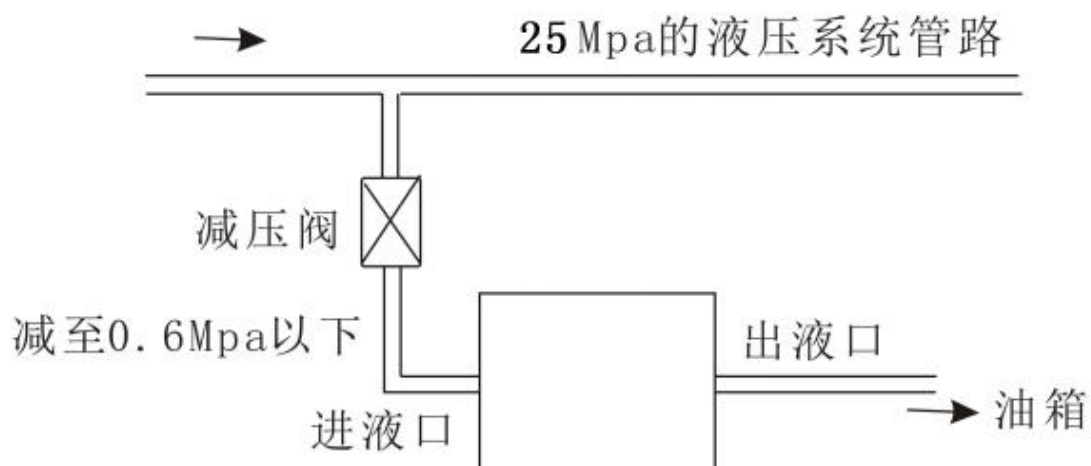 25Mpa的液压系统管路
减压阀
减至0.6Mpa以下
出液口
进液口
油箱